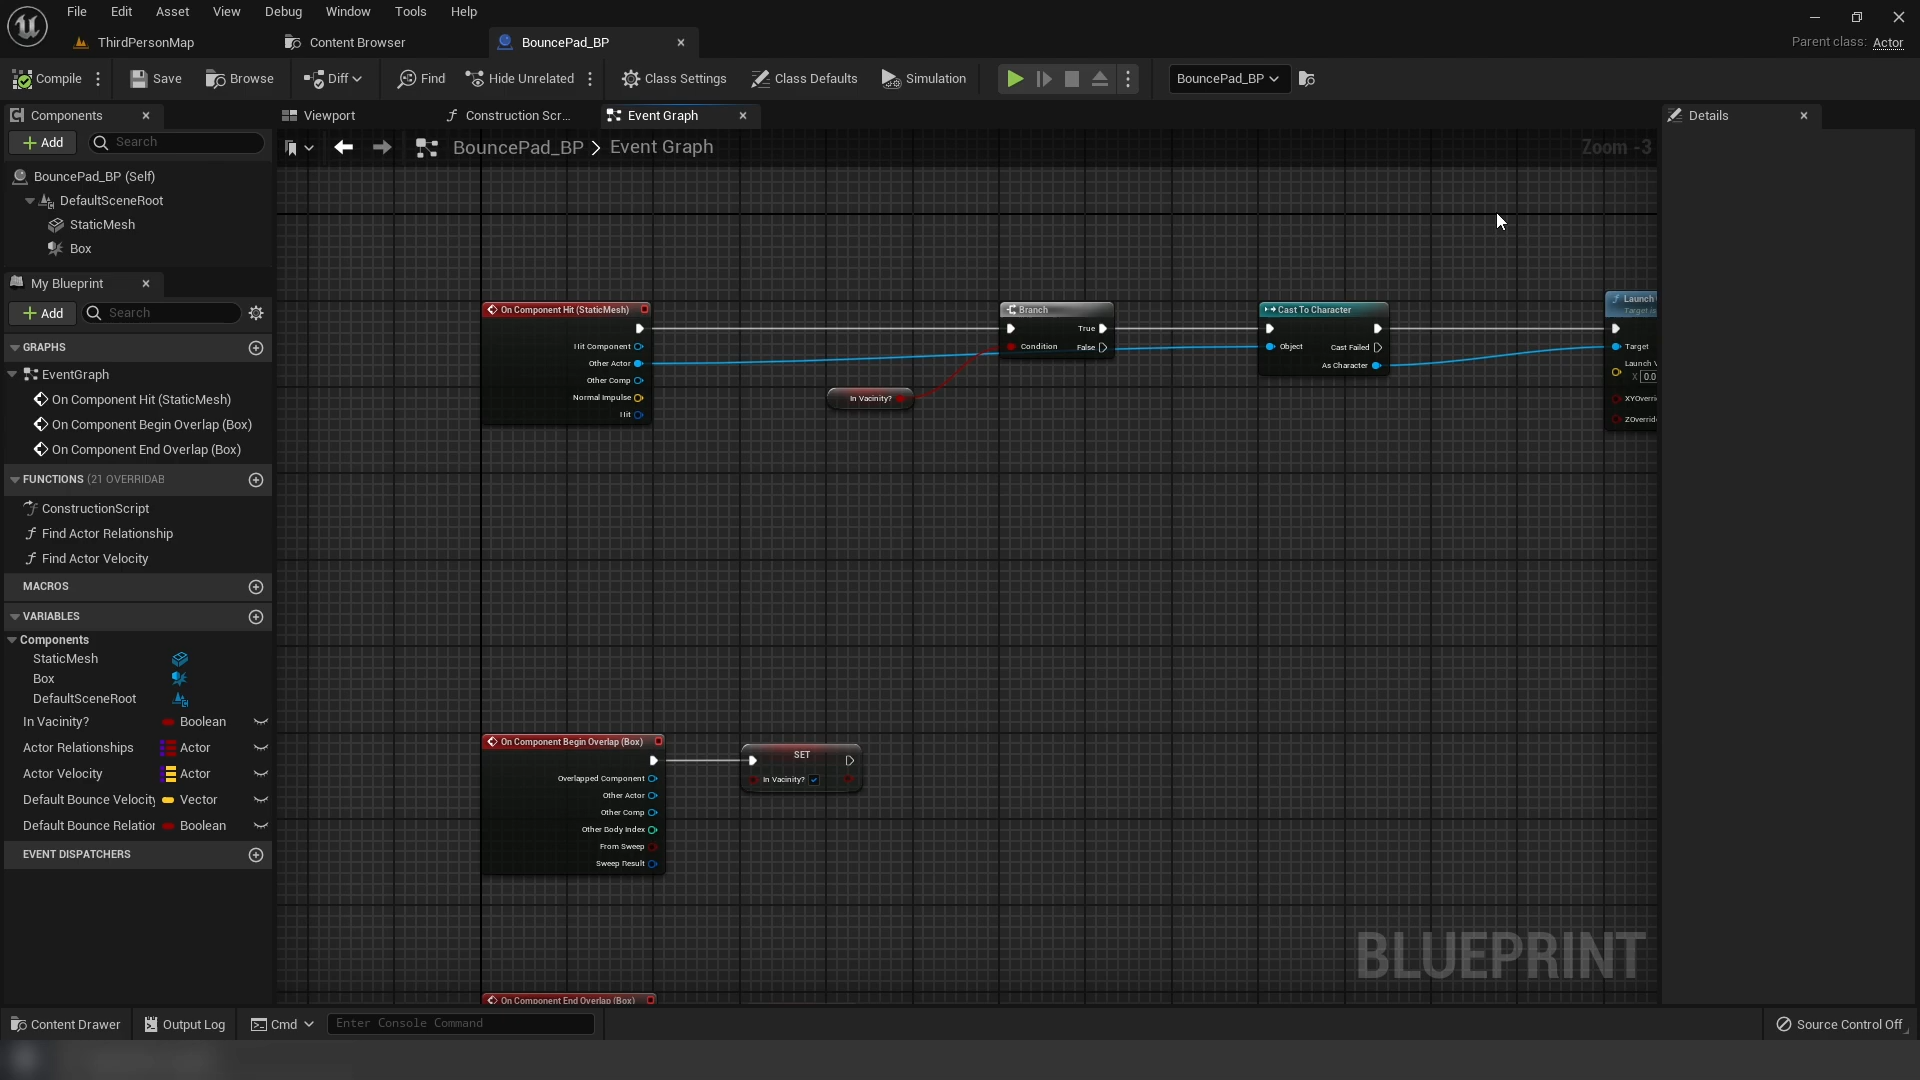 File Edit Asset View Debug Window Tools Help
ThirdPersonMap Content Browser BouncePad_BP
Parent class: Actor
Compile Save Browse Diff Find Hide Unrelated Class Settings Class Defaults Simulation BouncePad_BP
Components Viewport Construction Scr... Event Graph Details
Add Search
BouncePad_BP > Event Graph
Zoom -3
BouncePad_BP (Self)
DefaultSceneRoot
StaticMesh
Box
My Blueprint
Add Search
GRAPHS
EventGraph
On Component Hit (StaticMesh)
On Component Begin Overlap (Box)
On Component End Overlap (Box)
FUNCTIONS (21 OVERRIDAB
ConstructionScript
Find Actor Relationship
Find Actor Velocity
MACROS
VARIABLES
Components
StaticMesh
Box
DefaultSceneRoot
In Vacinity? Boolean
Actor Relationships Actor
Actor Velocity Actor
Default Bounce Velocity Vector
Default Bounce Relation Boolean
EVENT DISPATCHERS
On Component Hit (StaticMesh)
Hit Component
Other Actor
Other Comp
Normal Impulse
Hit
In Vacinity?
Branch
True
Condition False
Cast To Character
Object Cast Failed
As Character
Launch
Target is
Target
Launch V
X 0.0
XYOverri
ZOverrid
On Component Begin Overlap (Box)
Overlapped Component
Other Actor
Other Comp
Other Body Index
From Sweep
Sweep Result
SET
In Vacinity?
On Component End Overlap (Box)
BLUEPRINT
Content Drawer Output Log Cmd Enter Console Command Source Control Off